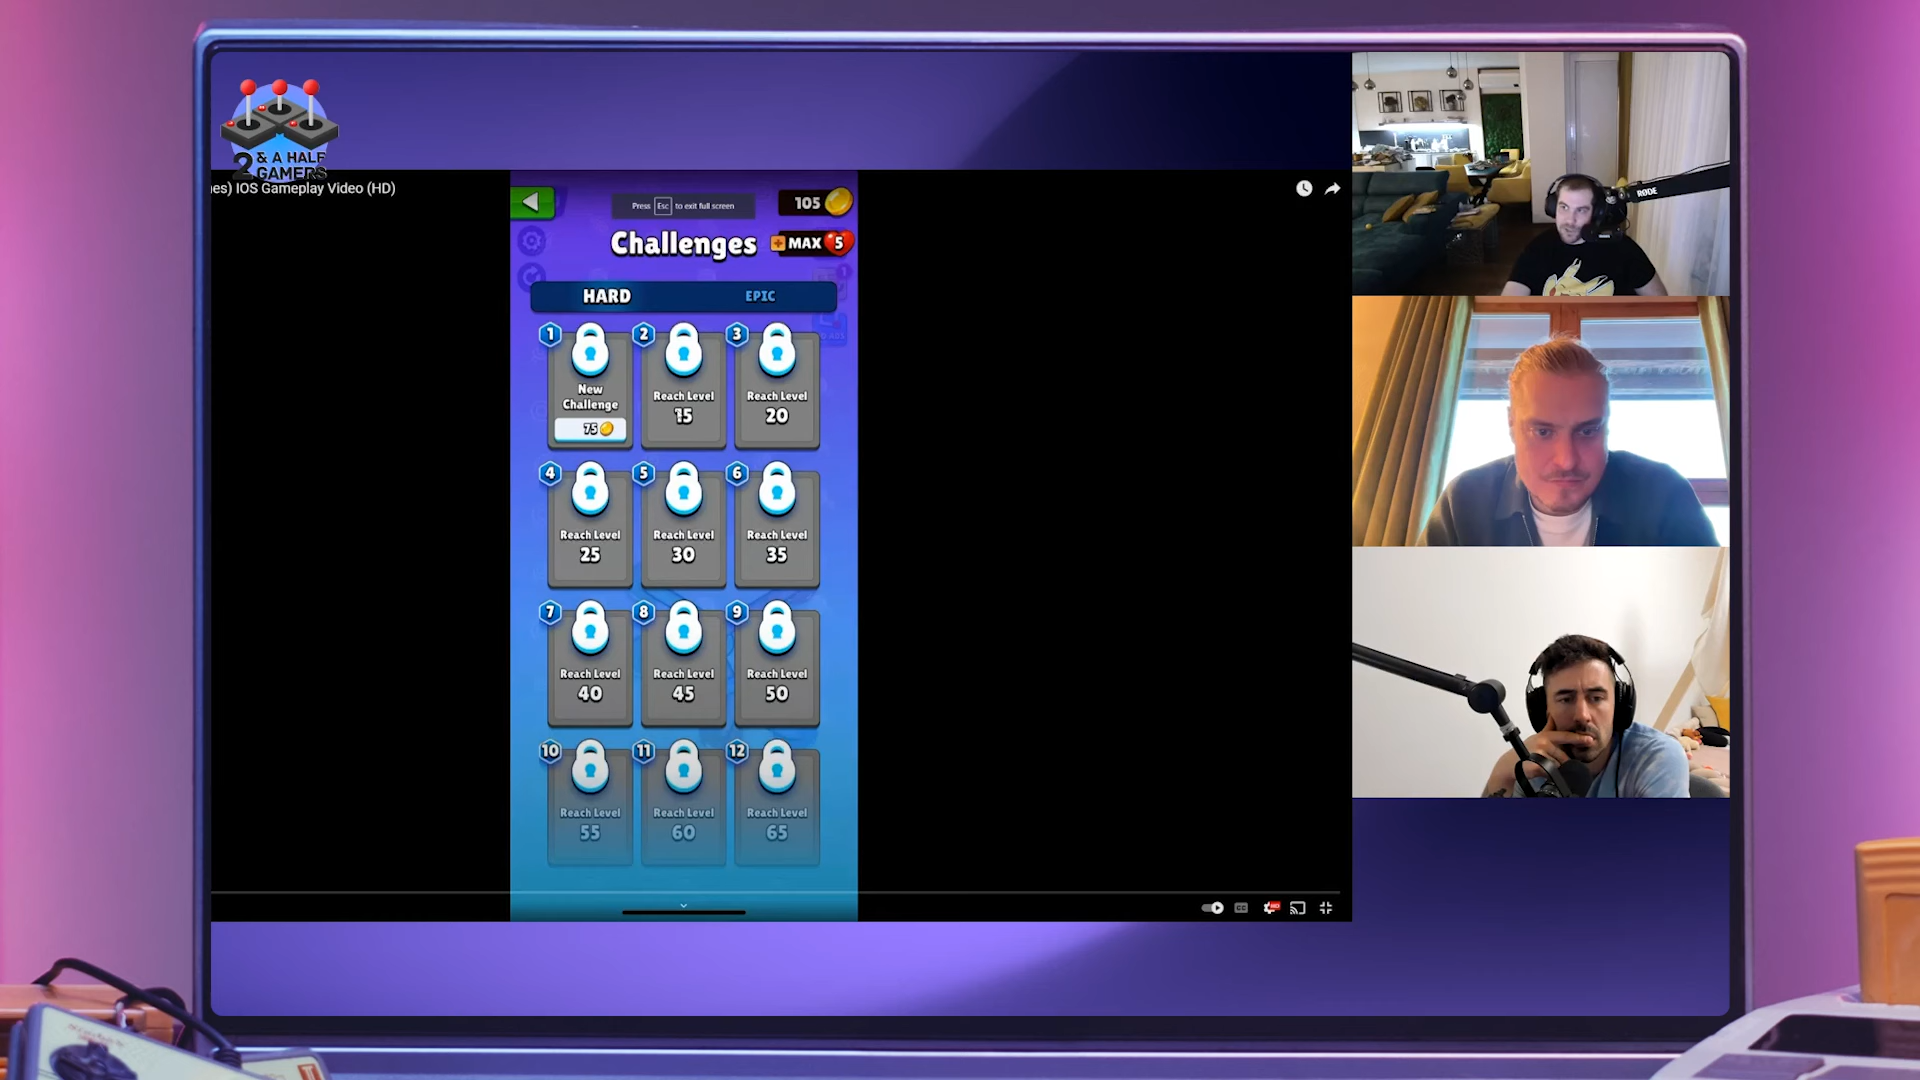 2 & A HALF
GAMERS
es) IOS Gameplay Video (HD)
Press Esc to exit full screen
105
Challenges
MAX 5
HARD
EPIC
1
2
3
New
Challenge
75
Reach Level
15
Reach Level
20
4
5
6
Reach Level
25
Reach Level
30
Reach Level
35
7
8
9
Reach Level
40
Reach Level
45
Reach Level
50
10
11
12
Reach Level
55
Reach Level
60
Reach Level
65
CC
HD
RØDE